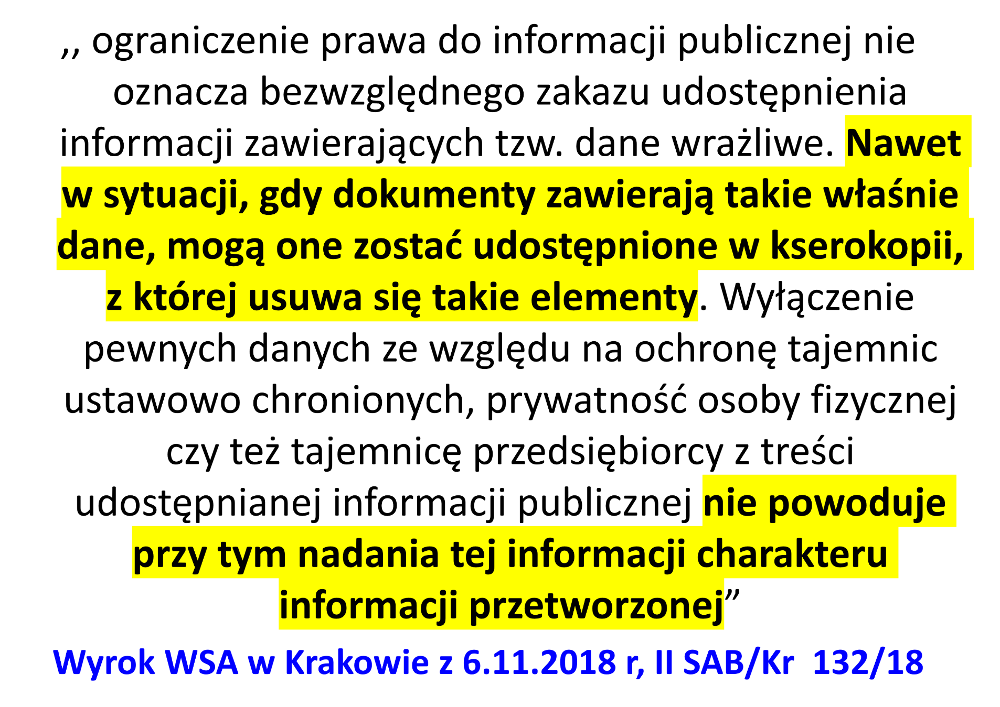 ,, ograniczenie prawa do informacji publicznej nie
oznacza bezwzględnego zakazu udostępnienia
informacji zawierających tzw. dane wrażliwe. Nawet
w sytuacji, gdy dokumenty zawierają takie właśnie
dane, mogą one zostać udostępnione w kserokopii,
z której usuwa się takie elementy. Wyłączenie
pewnych danych ze względu na ochronę tajemnic
ustawowo chronionych, prywatność osoby fizycznej
czy też tajemnicę przedsiębiorcy z treści
udostępnianej informacji publicznej nie powoduje
przy tym nadania tej informacji charakteru
informacji przetworzonej”
Wyrok WSA w Krakowie z 6.11.2018 r, II SAB/Kr  132/18